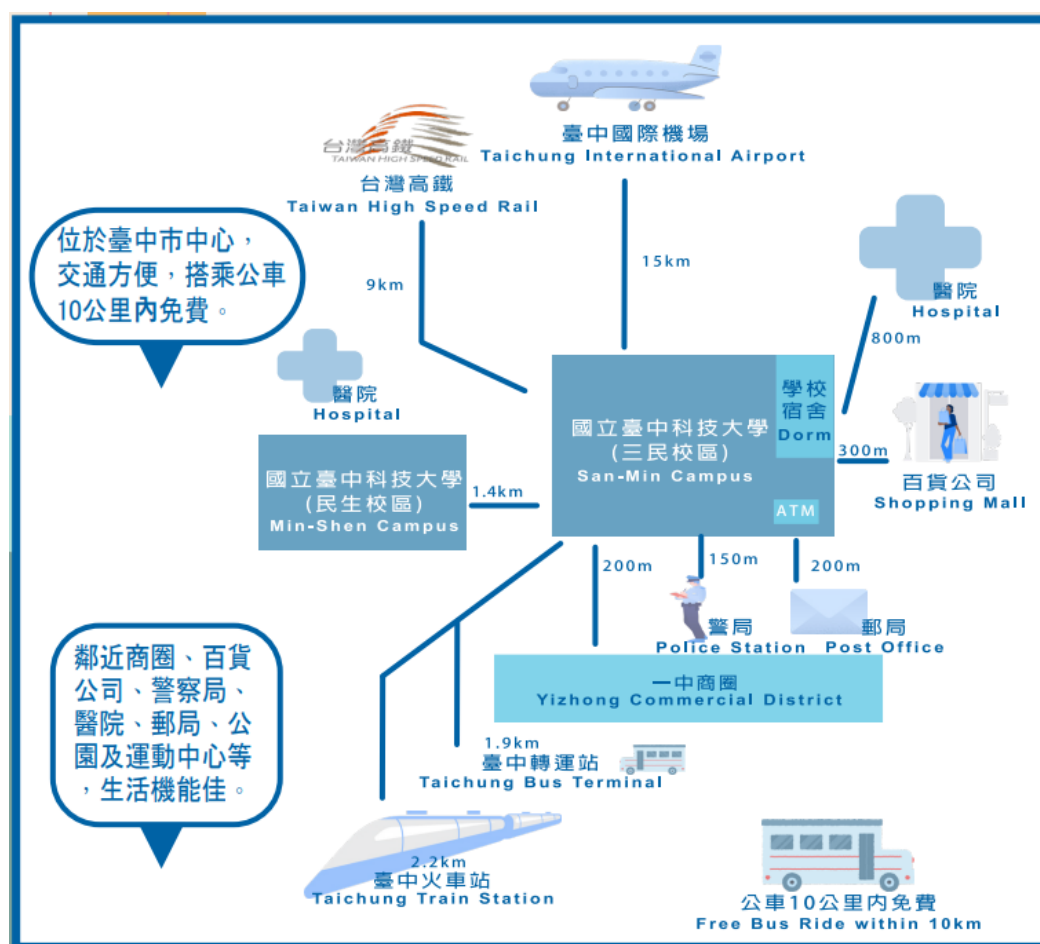 臺中國際機場
Taichung International Airport
台灣高鐵
TAIWAN HIGH SPEED RAIL
台灣高鐵
Taiwan High Speed Rail
位於臺中市中心，
交通方便，搭乘公車
10公里內免費。
9km
15km
醫院
Hospital
800m
醫院
Hospital
學校
宿舍
Dorm
國立臺中科技大學
(三民校區)
San-Min Campus
ATM
300m
百貨公司
Shopping Mall
國立臺中科技大學
(民生校區)
Min-Shen Campus
1.4km
200m
150m
200m
警局
Police Station
郵局
Post Office
一中商圈
Yizhong Commercial District
鄰近商圈、百貨
公司、警察局、
醫院、郵局、公
園及運動中心等
，生活機能佳。
1.9km
臺中轉運站
Taichung Bus Terminal
2.2km
臺中火車站
Taichung Train Station
公車10公里內免費
Free Bus Ride within 10km